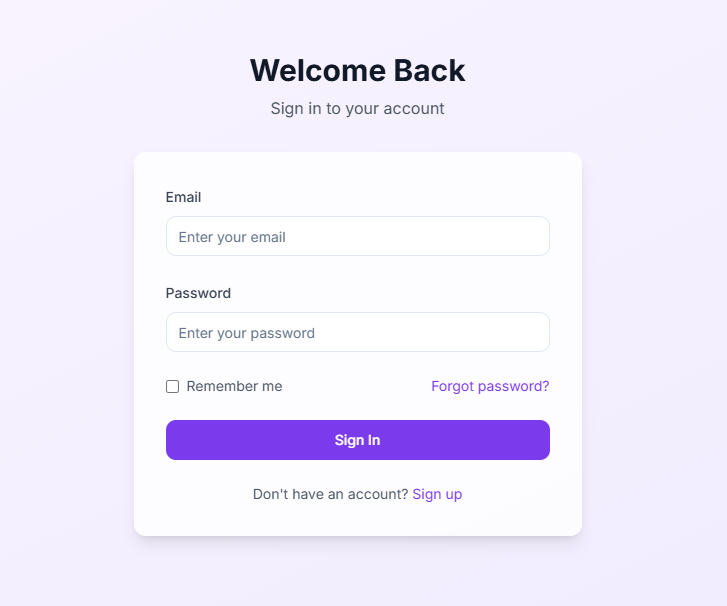 Welcome Back
Sign in to your account
Email
Enter your email
Password
Enter your password
Remember me Forgot password?
Sign In
Don't have an account? Sign up